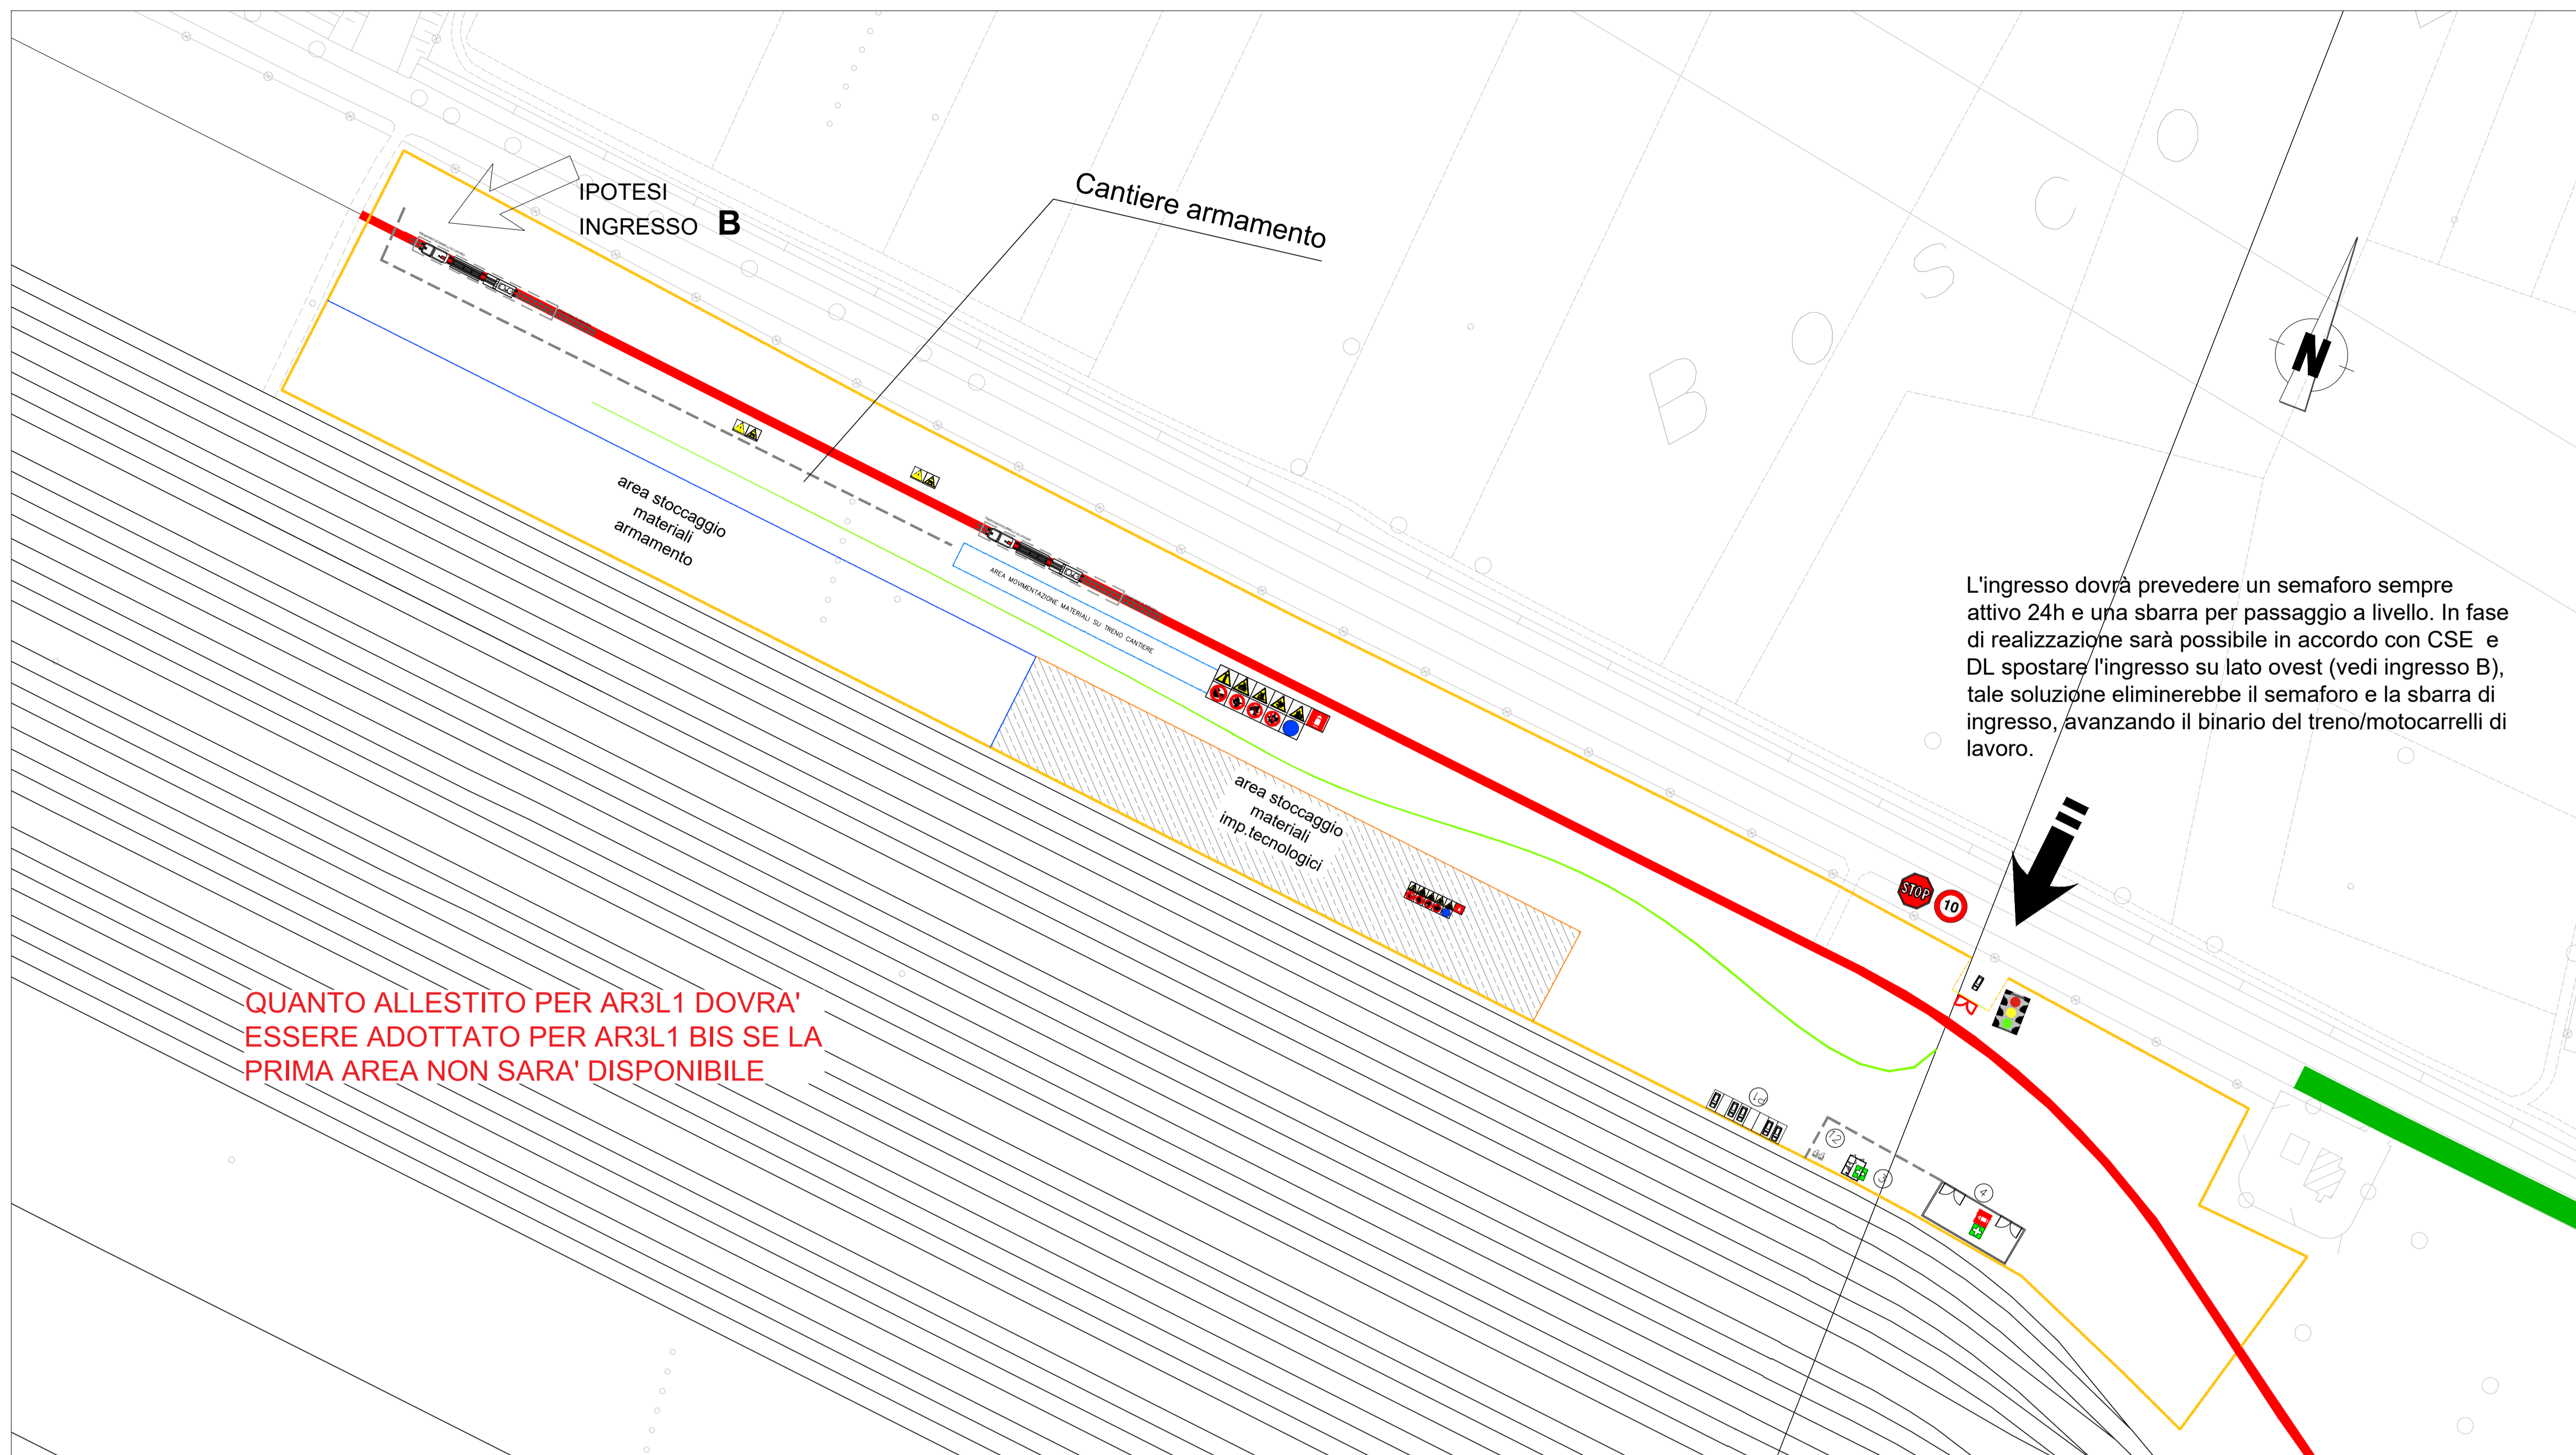 IPOTESI
INGRESSO B
Cantiere armamento
B O S C O
N
area stoccaggio
materiali
armamento
AREA MOVIMENTAZIONE MATERIALI SU TRENO CANTIERE
L'ingresso dovrà prevedere un semaforo sempre
attivo 24h e una sbarra per passaggio a livello. In fase
di realizzazione sarà possibile in accordo con CSE e
DL spostare l'ingresso su lato ovest (vedi ingresso B),
tale soluzione eliminerebbe il semaforo e la sbarra di
ingresso, avanzando il binario del treno/motocarrelli di
lavoro.
area stoccaggio
materiali
imp.tecnologici
STOP
10
QUANTO ALLESTITO PER AR3L1 DOVRA'
ESSERE ADOTTATO PER AR3L1 BIS SE LA
PRIMA AREA NON SARA' DISPONIBILE
P1
12
3
4